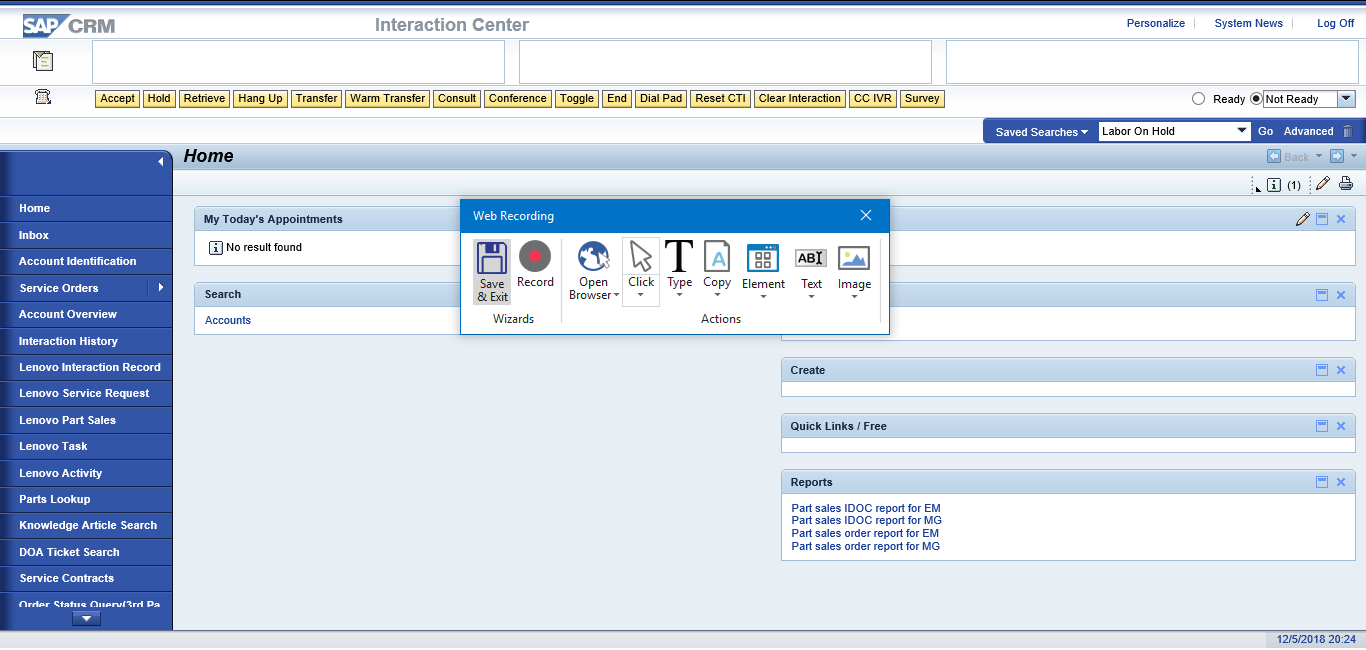 SAP CRM
Interaction Center
Personalize
System News
Log Off
Accept
Hold
Retrieve
Hang Up
Transfer
Warm Transfer
Consult
Conference
Toggle
End
Dial Pad
Reset CTI
Clear Interaction
CC IVR
Survey
Ready
Not Ready
Saved Searches
Labor On Hold
Go
Advanced
Home
Back
(1)
Home
Inbox
Account Identification
Service Orders
Account Overview
Interaction History
Lenovo Interaction Record
Lenovo Service Request
Lenovo Part Sales
Lenovo Task
Lenovo Activity
Parts Lookup
Knowledge Article Search
DOA Ticket Search
Service Contracts
Order Status Query(3rd Pa
My Today's Appointments
No result found
Search
Accounts
Web Recording
Save
& Exit
Record
Wizards
Open
Browser
Click
Type
Copy
Element
ABI
Text
Image
Actions
Create
Quick Links / Free
Reports
Part sales IDOC report for EM
Part sales IDOC report for MG
Part sales order report for EM
Part sales order report for MG
12/5/2018 20:24